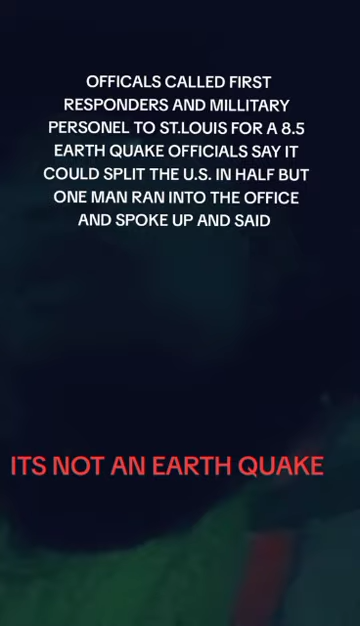 OFFICALS CALLED FIRST
RESPONDERS AND MILLITARY
PERSONEL TO ST.LOUIS FOR A 8.5
EARTH QUAKE OFFICIALS SAY IT
COULD SPLIT THE U.S. IN HALF BUT
ONE MAN RAN INTO THE OFFICE
AND SPOKE UP AND SAID
ITS NOT AN EARTH QUAKE